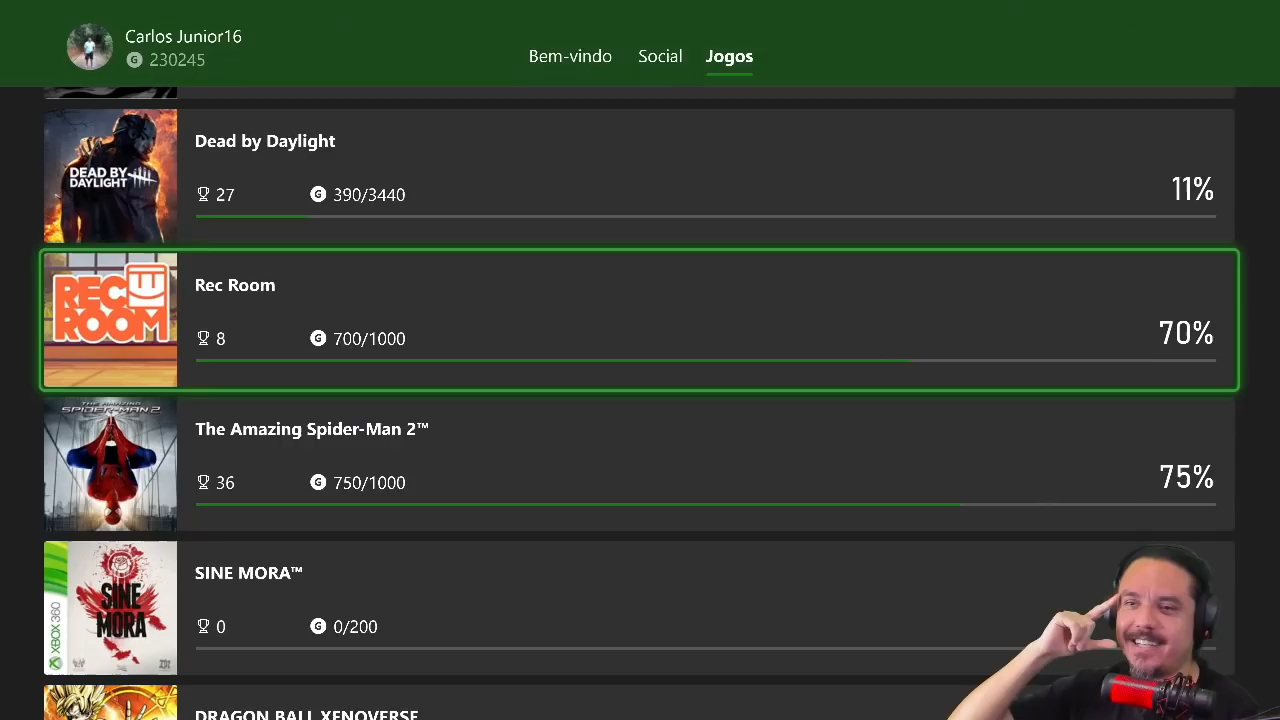 Carlos Junior16
G 230245
Bem-vindo Social Jogos
DEAD BY
DAYLIGHT
Dead by Daylight
27 G 390/3440
11%
REC
ROOM
Rec Room
8 G 700/1000
70%
THE AMAZING
SPIDER-MAN 2
The Amazing Spider-Man 2™
36 G 750/1000
75%
XBOX 360
SINE
MORA
SINE MORA™
0 G 0/200
DRAGON BALL XENOVERSE